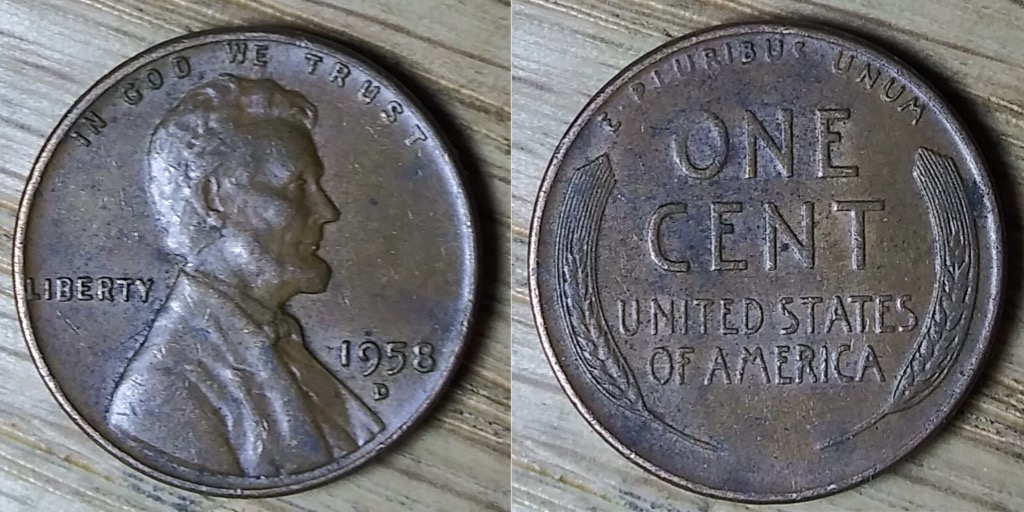 IN GOD WE TRUST
LIBERTY
1958
D
E PLURIBUS UNUM
ONE
CENT
UNITED STATES
OF AMERICA